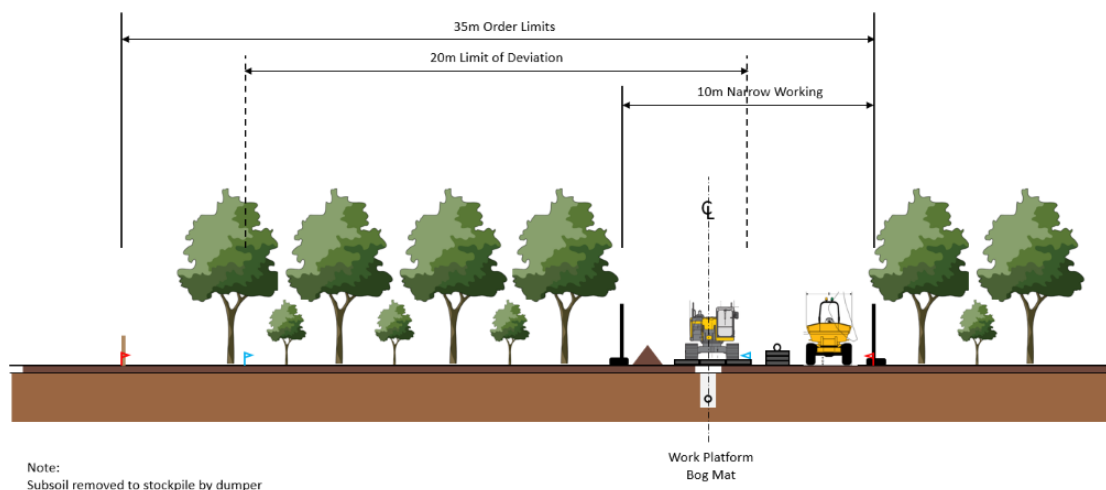 35m Order Limits
20m Limit of Deviation
10m Narrow Working
℄
Work Platform
Bog Mat
Note:
Subsoil removed to stockpile by dumper